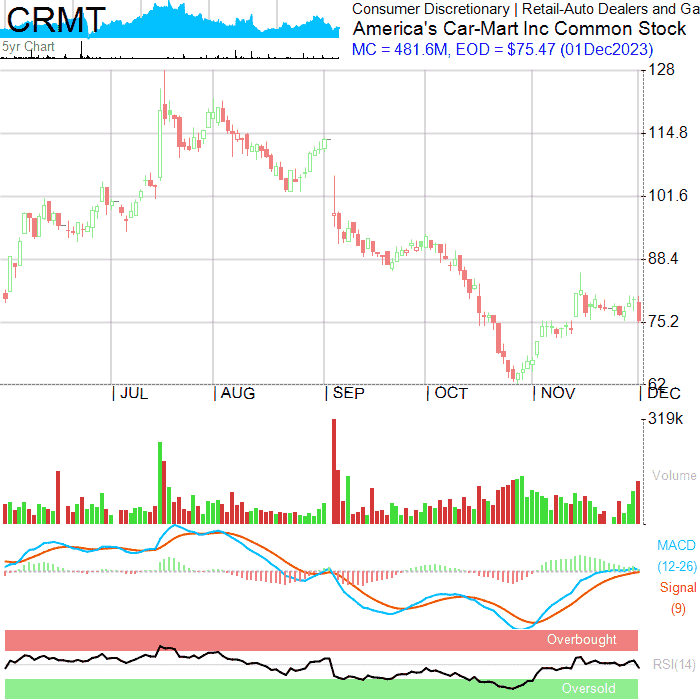 CRMT
5yr Chart
Consumer Discretionary | Retail-Auto Dealers and Ga
America's Car-Mart Inc Common Stock
MC = 481.6M, EOD = $75.47 (01Dec2023)
128
114.8
101.6
88.4
75.2
62
JUL AUG SEP OCT NOV DEC
319k
Volume
MACD
(12-26)
Signal
(9)
Overbought
RSI(14)
Oversold